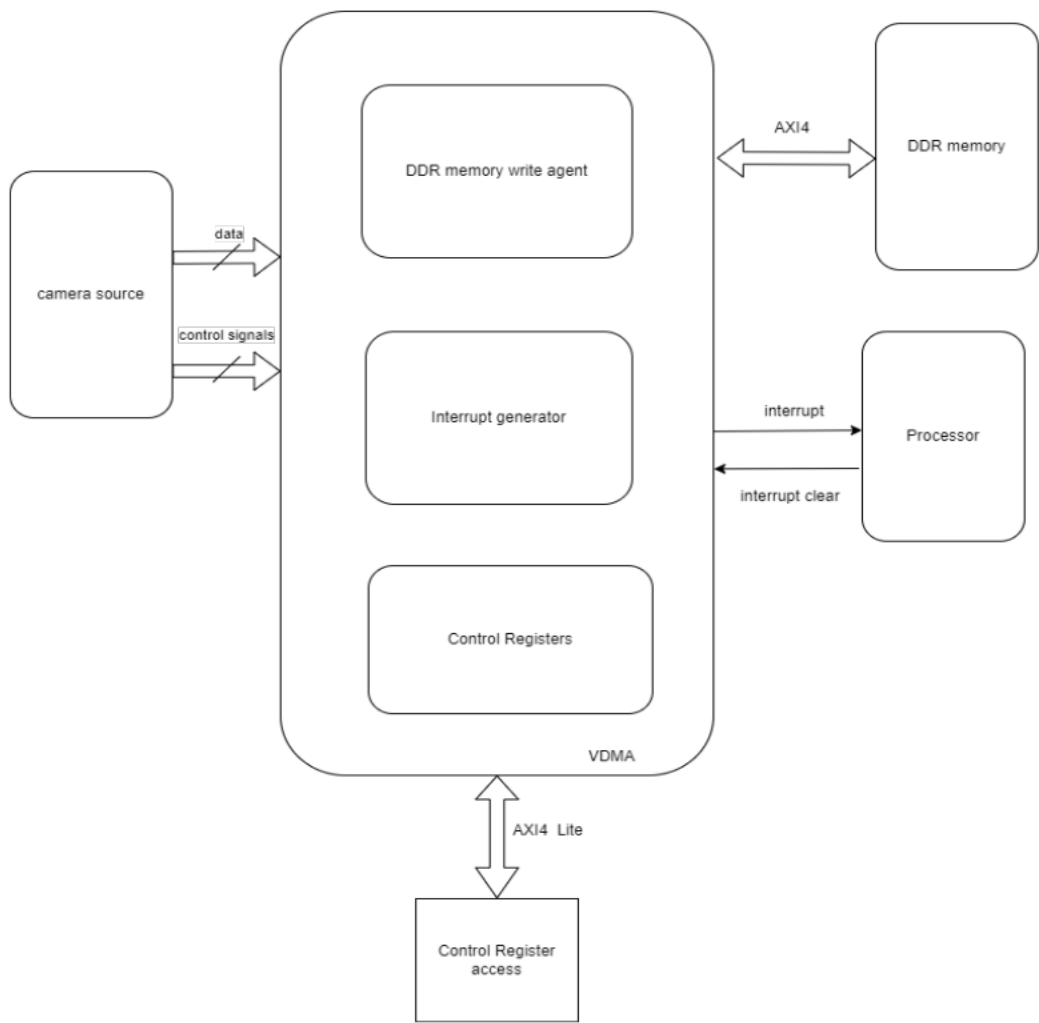 DDR memory write agent
AXI4
DDR memory
data
camera source
control signals
Interrupt generator
interrupt
Processor
interrupt clear
Control Registers
VDMA
AXI4 Lite
Control Register
access